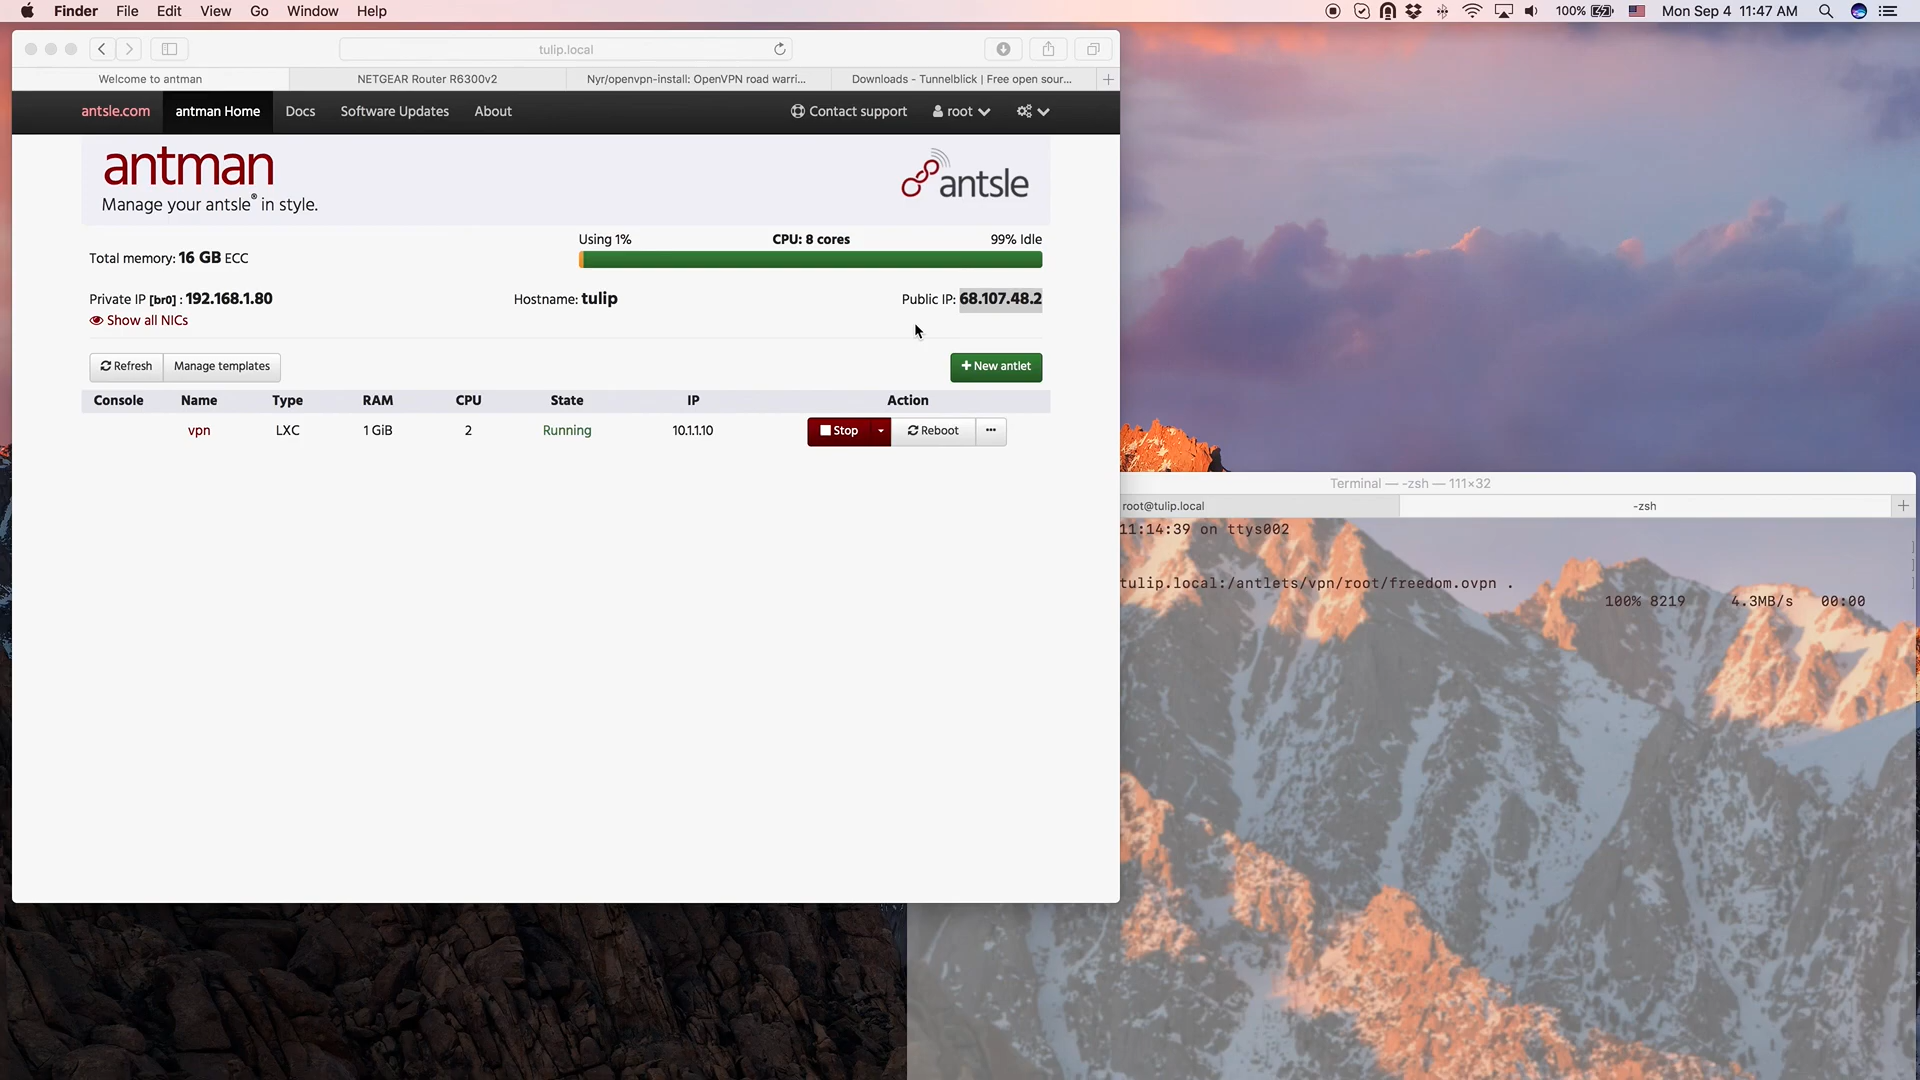 Finder File Edit View Go Window Help 100% Mon Sep 4 11:47 AM
tulip.local
Welcome to antman NETGEAR Router R6300v2 Nyr/openvpn-install: OpenVPN road warri... Downloads - Tunnelblick | Free open sour...
antsle.com antman Home Docs Software Updates About Contact support root
antman
Manage your antsle® in style.
antsle
Using 1% CPU: 8 cores 99% Idle
Total memory: 16 GB ECC
Private IP [br0] : 192.168.1.80 Hostname: tulip Public IP: 68.107.48.2
Show all NICs
Refresh Manage templates + New antlet
Console Name Type RAM CPU State IP Action
vpn LXC 1 GiB 2 Running 10.1.1.10 Stop Reboot ...
Terminal — -zsh — 111×32
root@tulip.local -zsh
11:14:39 on ttys002
tulip.local:/antlets/vpn/root/freedom.ovpn .
100% 8219 4.3MB/s 00:00